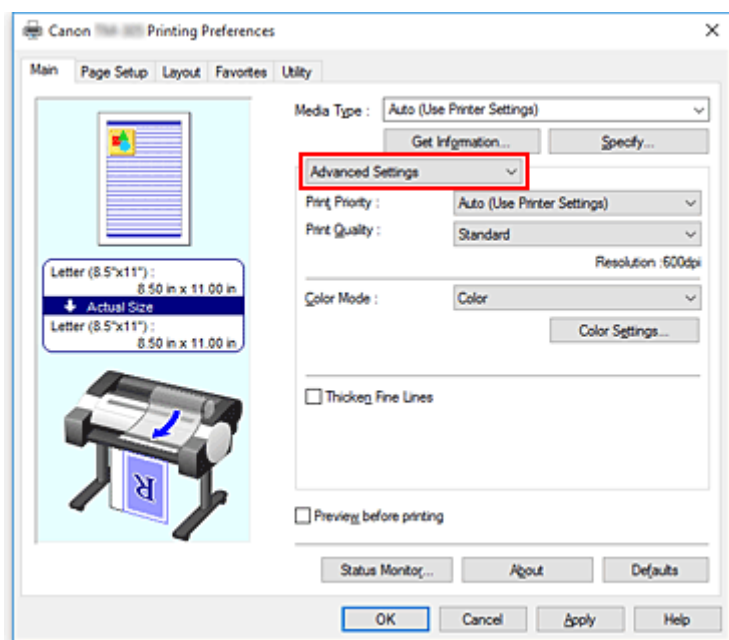 Canon Printing Preferences
Main Page Setup Layout Favorites Utility
Media Type : Auto (Use Printer Settings)
Get Information... Specify...
Advanced Settings
Print Priority : Auto (Use Printer Settings)
Print Quality : Standard
Resolution :600dpi
Letter (8.5"x11") :
8.50 in x 11.00 in
Actual Size
Letter (8.5"x11") :
8.50 in x 11.00 in
Color Mode : Color
Color Settings...
Thicken Fine Lines
R
Preview before printing
Status Monitor... About Defaults
OK Cancel Apply Help